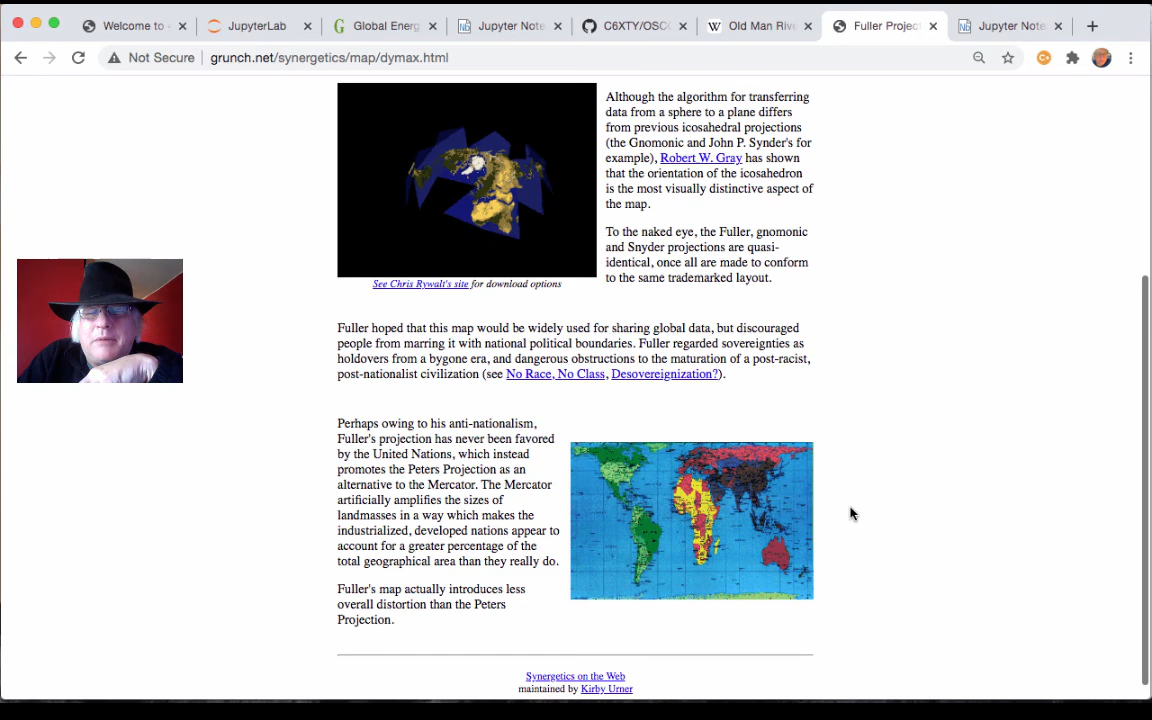 Welcome to -
JupyterLab
Global Energ
Jupyter Note
C6XTY/OSC
Old Man Rive
Fuller Project
Jupyter Note
Not Secure
grunch.net/synergetics/map/dymax.html
Although the algorithm for transferring
data from a sphere to a plane differs
from previous icosahedral projections
(the Gnomonic and John P. Synder's for
example), Robert W. Gray has shown
that the orientation of the icosahedron
is the most visually distinctive aspect of
the map.
To the naked eye, the Fuller, gnomonic
and Snyder projections are quasi-
identical, once all are made to conform
to the same trademarked layout.
See Chris Rywalt's site for download options
Fuller hoped that this map would be widely used for sharing global data, but discouraged
people from marring it with national political boundaries. Fuller regarded sovereignties as
holdovers from a bygone era, and dangerous obstructions to the maturation of a post-racist,
post-nationalist civilization (see No Race, No Class, Desovereignization?).
Perhaps owing to his anti-nationalism,
Fuller's projection has never been favored
by the United Nations, which instead
promotes the Peters Projection as an
alternative to the Mercator. The Mercator
artificially amplifies the sizes of
landmasses in a way which makes the
industrialized, developed nations appear to
account for a greater percentage of the
total geographical area than they really do.
Fuller's map actually introduces less
overall distortion than the Peters
Projection.
Synergetics on the Web
maintained by Kirby Urner